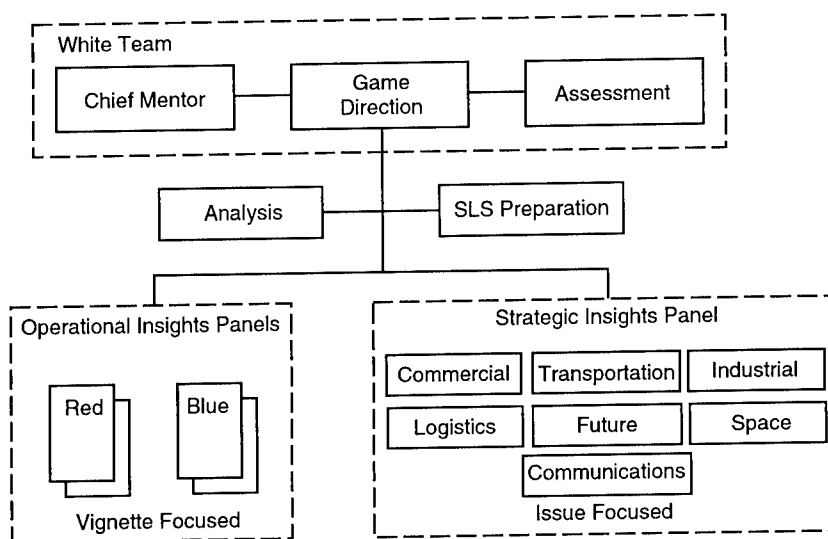 White Team
Chief Mentor
Game
Direction
Assessment
Analysis
SLS Preparation
Operational Insights Panels
Red
Blue
Vignette Focused
Strategic Insights Panel
Commercial
Transportation
Industrial
Logistics
Future
Space
Communications
Issue Focused